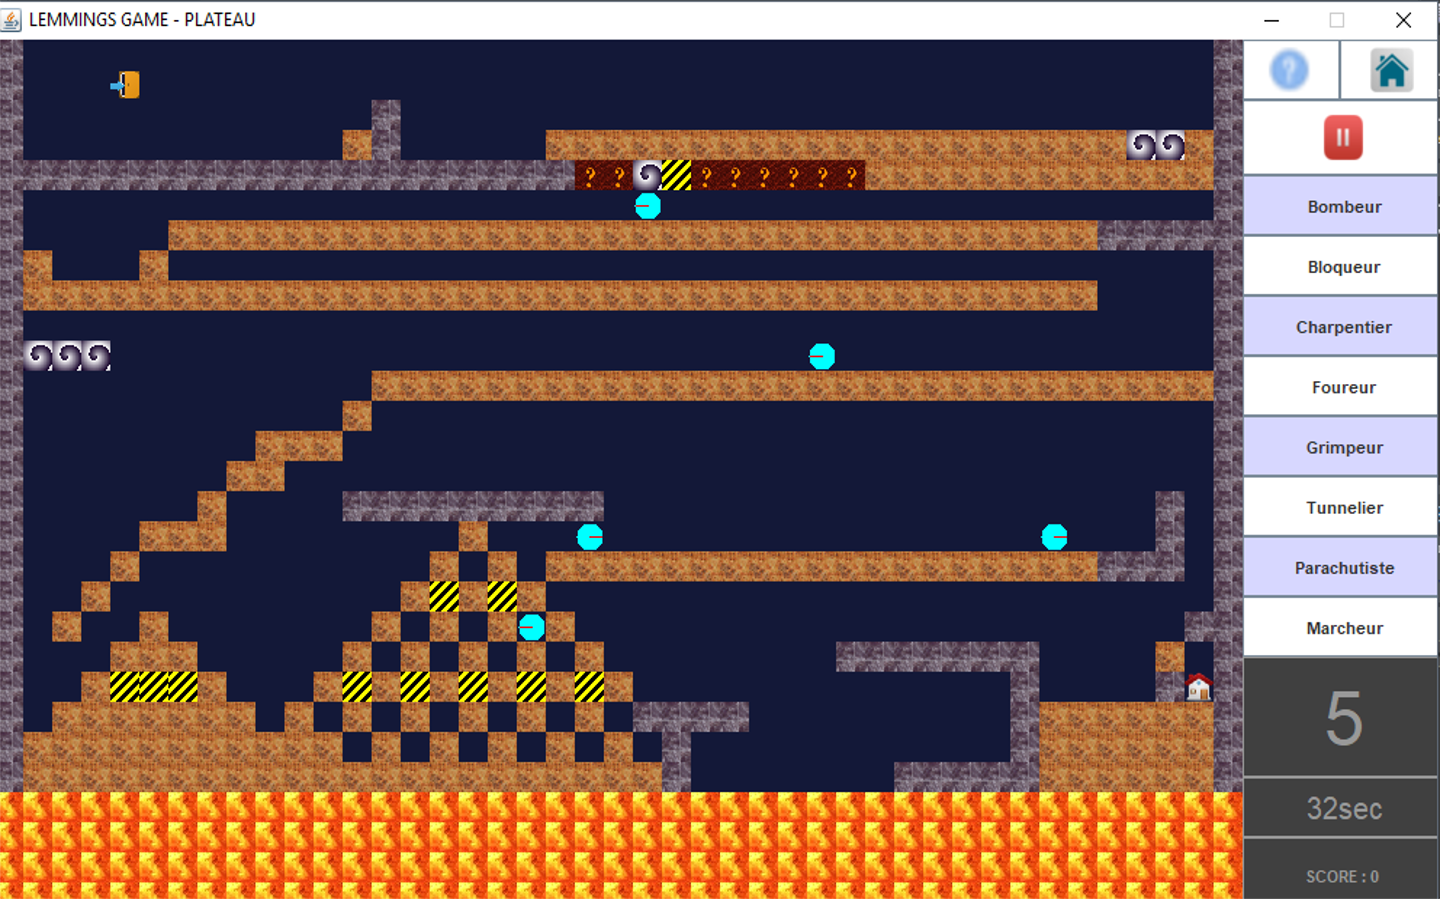 LEMMINGS GAME - PLATEAU
?
? ? ? ? ? ? ? ?
Bombeur
Bloqueur
Charpentier
Foureur
Grimpeur
Tunnelier
Parachutiste
Marcheur
5
32sec
SCORE : 0